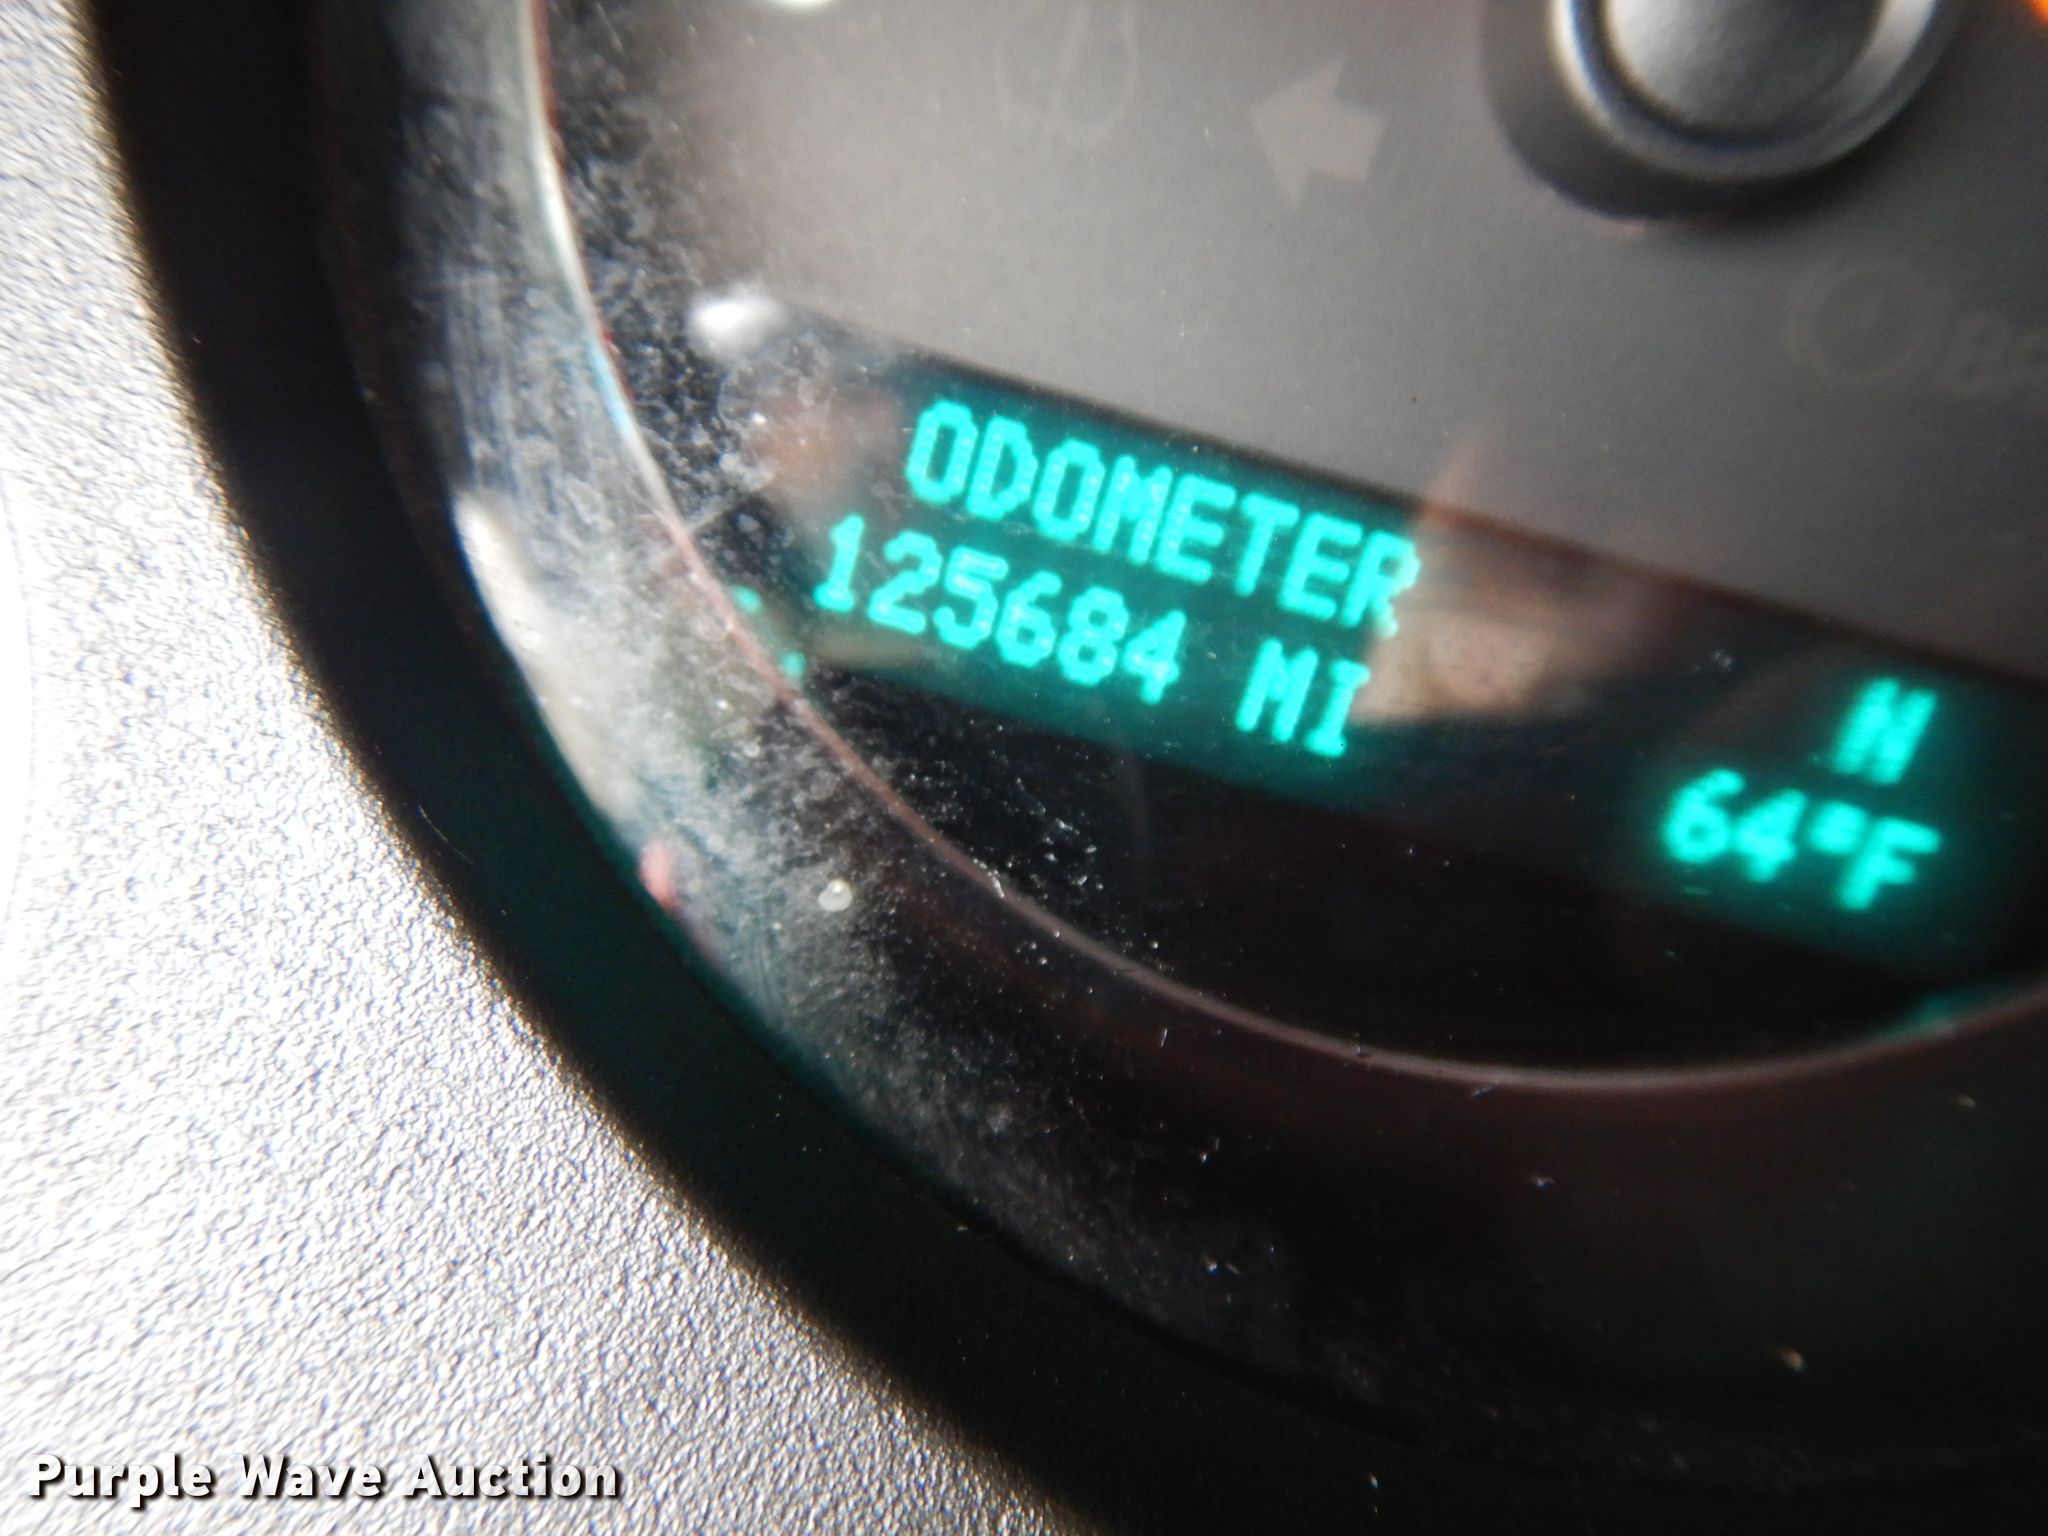 ODOMETER
125684 MI
N
64°F
Purple Wave Auction